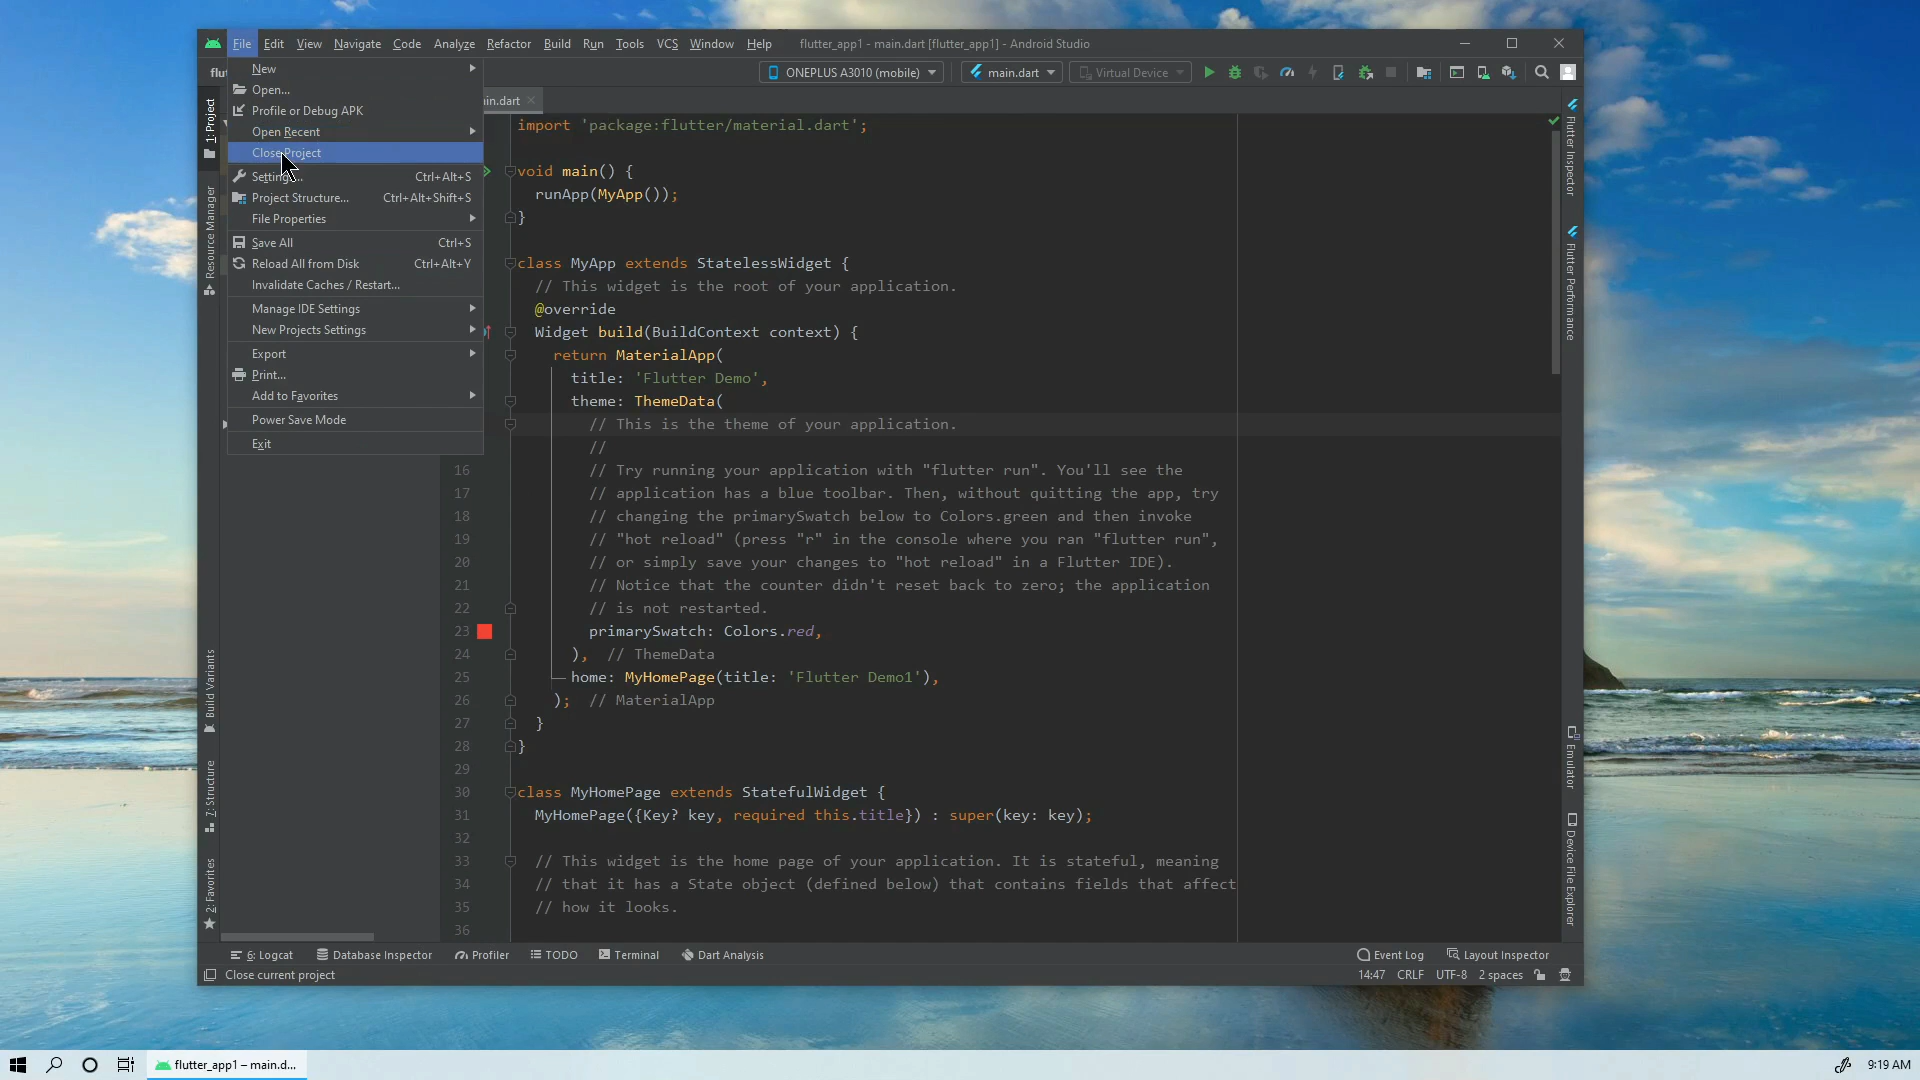 File Edit View Navigate Code Analyze Refactor Build Run Tools VCS Window Help flutter_app1 - main.dart [flutter_app1] - Android Studio
flu ONEPLUS A3010 (mobile) main.dart Virtual Device
in.dart
New
Open...
Profile or Debug APK
Open Recent
Close Project
Settings... Ctrl+Alt+S
Project Structure... Ctrl+Alt+Shift+S
File Properties
Save All Ctrl+S
Reload All from Disk Ctrl+Alt+Y
Invalidate Caches / Restart...
Manage IDE Settings
New Projects Settings
Export
Print...
Add to Favorites
Power Save Mode
Exit
1: Project
Resource Manager
Build Variants
7: Structure
2: Favorites
import 'package:flutter/material.dart';
void main() {
runApp(MyApp());
}
class MyApp extends StatelessWidget {
// This widget is the root of your application.
@override
Widget build(BuildContext context) {
return MaterialApp(
title: 'Flutter Demo',
theme: ThemeData(
// This is the theme of your application.
//
16 // Try running your application with "flutter run". You'll see the
17 // application has a blue toolbar. Then, without quitting the app, try
18 // changing the primarySwatch below to Colors.green and then invoke
19 // "hot reload" (press "r" in the console where you ran "flutter run",
20 // or simply save your changes to "hot reload" in a Flutter IDE).
21 // Notice that the counter didn't reset back to zero; the application
22 // is not restarted.
23 primarySwatch: Colors.red,
24 ), // ThemeData
25 home: MyHomePage(title: 'Flutter Demo1'),
26 ); // MaterialApp
27 }
28 }
29
30 class MyHomePage extends StatefulWidget {
31 MyHomePage({Key? key, required this.title}) : super(key: key);
32
33 // This widget is the home page of your application. It is stateful, meaning
34 // that it has a State object (defined below) that contains fields that affect
35 // how it looks.
36
Flutter Inspector
Flutter Performance
Emulator
Device File Explorer
6: Logcat Database Inspector Profiler TODO Terminal Dart Analysis Event Log Layout Inspector
Close current project 14:47 CRLF UTF-8 2 spaces
flutter_app1 – main.d... 9:19 AM